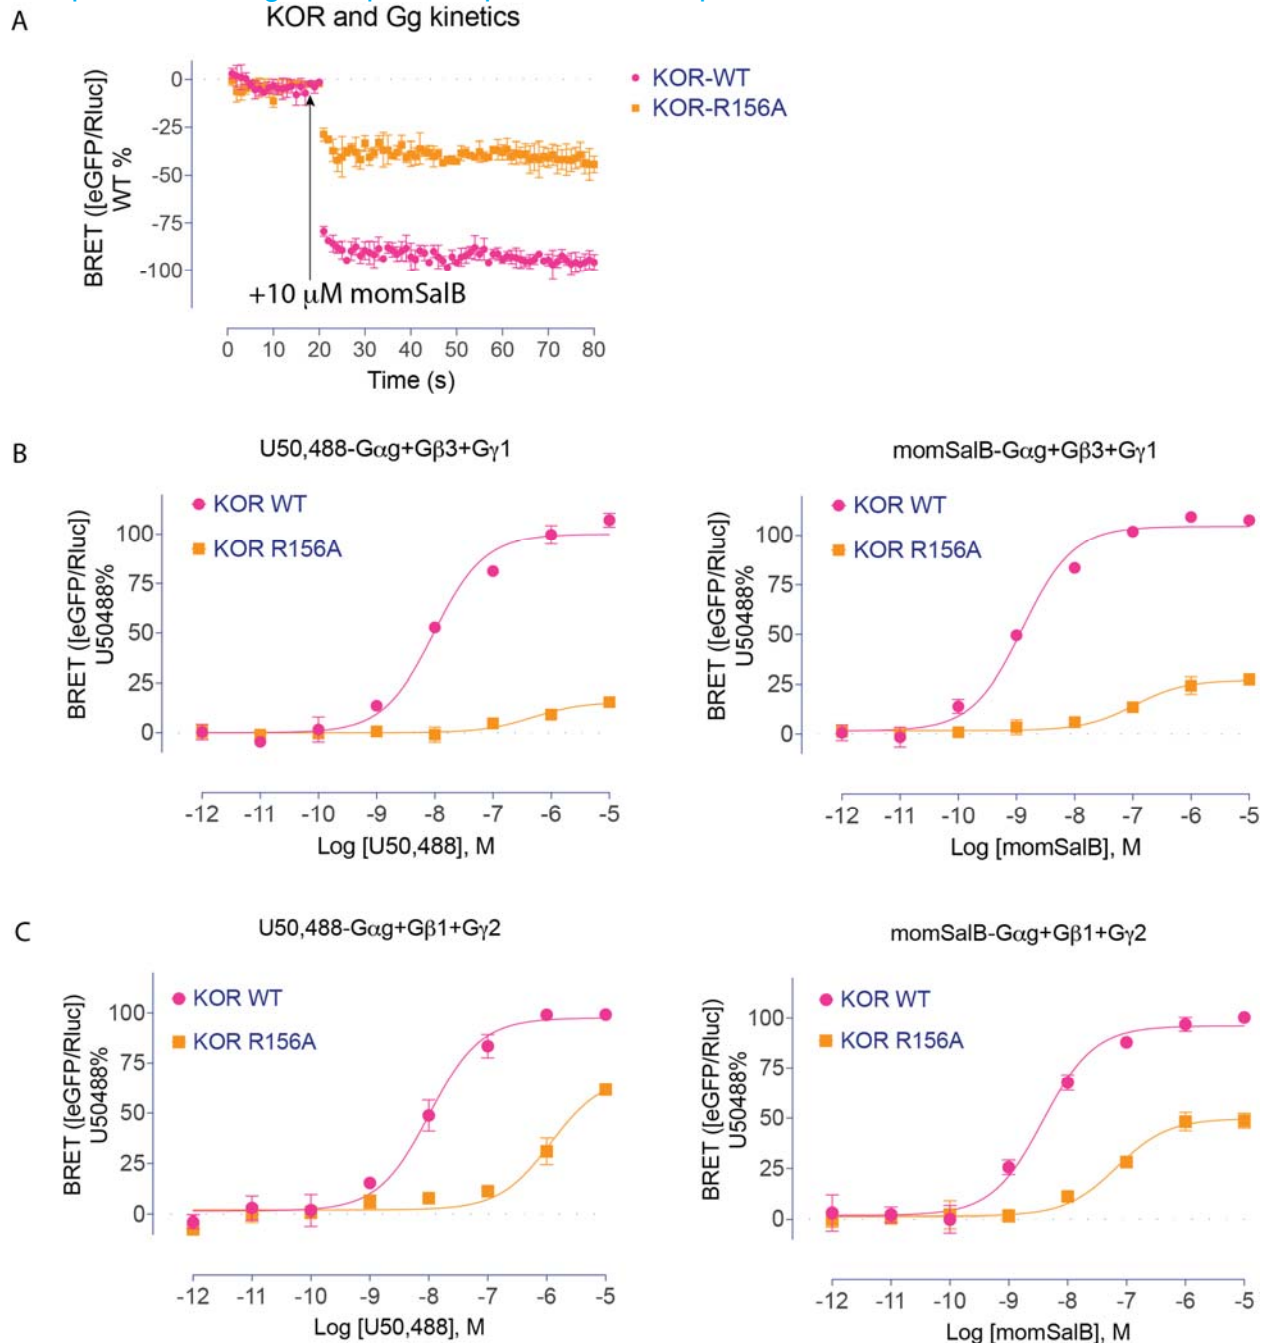 A
KOR and Gg kinetics
BRET ([eGFP/Rluc])
WT %
0
-25
-50
-75
-100
KOR-WT
KOR-R156A
+10 μM momSalB
0 10 20 30 40 50 60 70 80
Time (s)
B
U50,488-Gαg+Gβ3+Gγ1
BRET ([eGFP/Rluc])
U50488%
KOR WT
KOR R156A
100
75
50
25
0
-12 -11 -10 -9 -8 -7 -6 -5
Log [U50,488], M
momSalB-Gαg+Gβ3+Gγ1
BRET ([eGFP/Rluc])
U50488%
KOR WT
KOR R156A
100
75
50
25
0
-12 -11 -10 -9 -8 -7 -6 -5
Log [momSalB], M
C
U50,488-Gαg+Gβ1+Gγ2
BRET ([eGFP/Rluc])
U50488%
KOR WT
KOR R156A
100
75
50
25
0
-12 -11 -10 -9 -8 -7 -6 -5
Log [U50,488], M
momSalB-Gαg+Gβ1+Gγ2
BRET ([eGFP/Rluc])
U50488%
KOR WT
KOR R156A
100
75
50
25
0
-12 -11 -10 -9 -8 -7 -6 -5
Log [momSalB], M